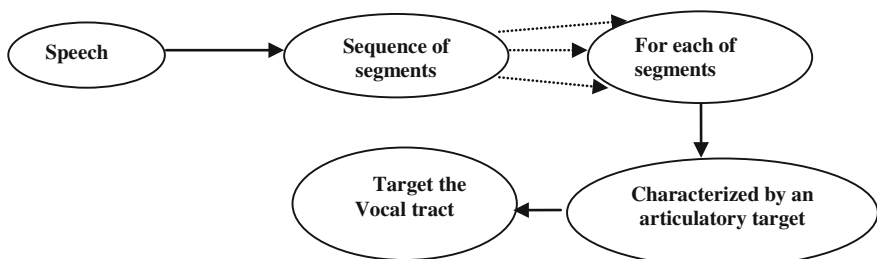 Speech
Sequence of
segments
For each of
segments
Characterized by an
articulatory target
Target the
Vocal tract